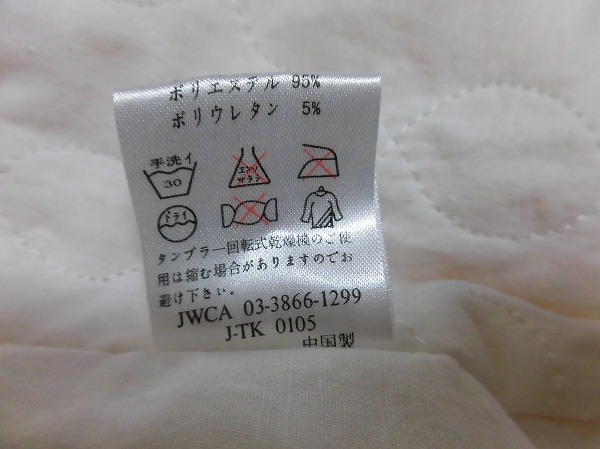 ポリエステル 95%
ポリウレタン 5%
手洗イ
30
エンソ
サラシ
ドライ
タンブラー回転式乾燥機のご使
用は縮む場合がありますのでお
避け下さい。
JWCA 03-3866-1299
J-TK 0105
中国製